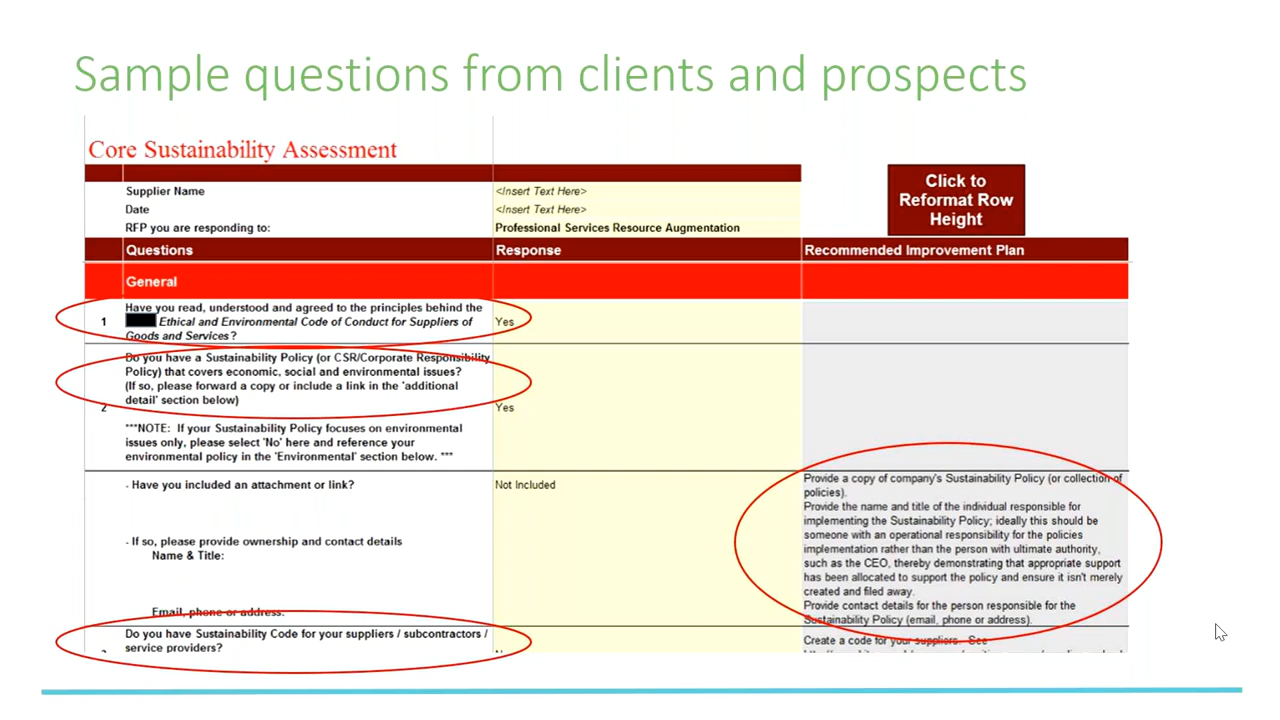 Sample questions from clients and prospects
Core Sustainability Assessment
Supplier Name
<Insert Text Here>
Date
<Insert Text Here>
RFP you are responding to:
Professional Services Resource Augmentation
Click to
Reformat Row
Height
Questions
Response
Recommended Improvement Plan
General
1
Have you read, understood and agreed to the principles behind the
Ethical and Environmental Code of Conduct for Suppliers of
Goods and Services?
Yes
2
Do you have a Sustainability Policy (or CSR/Corporate Responsibility
Policy) that covers economic, social and environmental issues?
(If so, please forward a copy or include a link in the 'additional
detail' section below)
Yes
***NOTE: If your Sustainability Policy focuses on environmental
issues only, please select 'No' here and reference your
environmental policy in the 'Environmental' section below. ***
- Have you included an attachment or link?
Not Included
- If so, please provide ownership and contact details
Name & Title:
Email, phone or address:
Provide a copy of company's Sustainability Policy (or collection of
policies).
Provide the name and title of the individual responsible for
implementing the Sustainability Policy; ideally this should be
someone with an operational responsibility for the policies
implementation rather than the person with ultimate authority,
such as the CEO, thereby demonstrating that appropriate support
has been allocated to support the policy and ensure it isn't merely
created and filed away.
Provide contact details for the person responsible for the
Sustainability Policy (email, phone or address).
Do you have Sustainability Code for your suppliers / subcontractors /
service providers?
Create a code for your suppliers. See